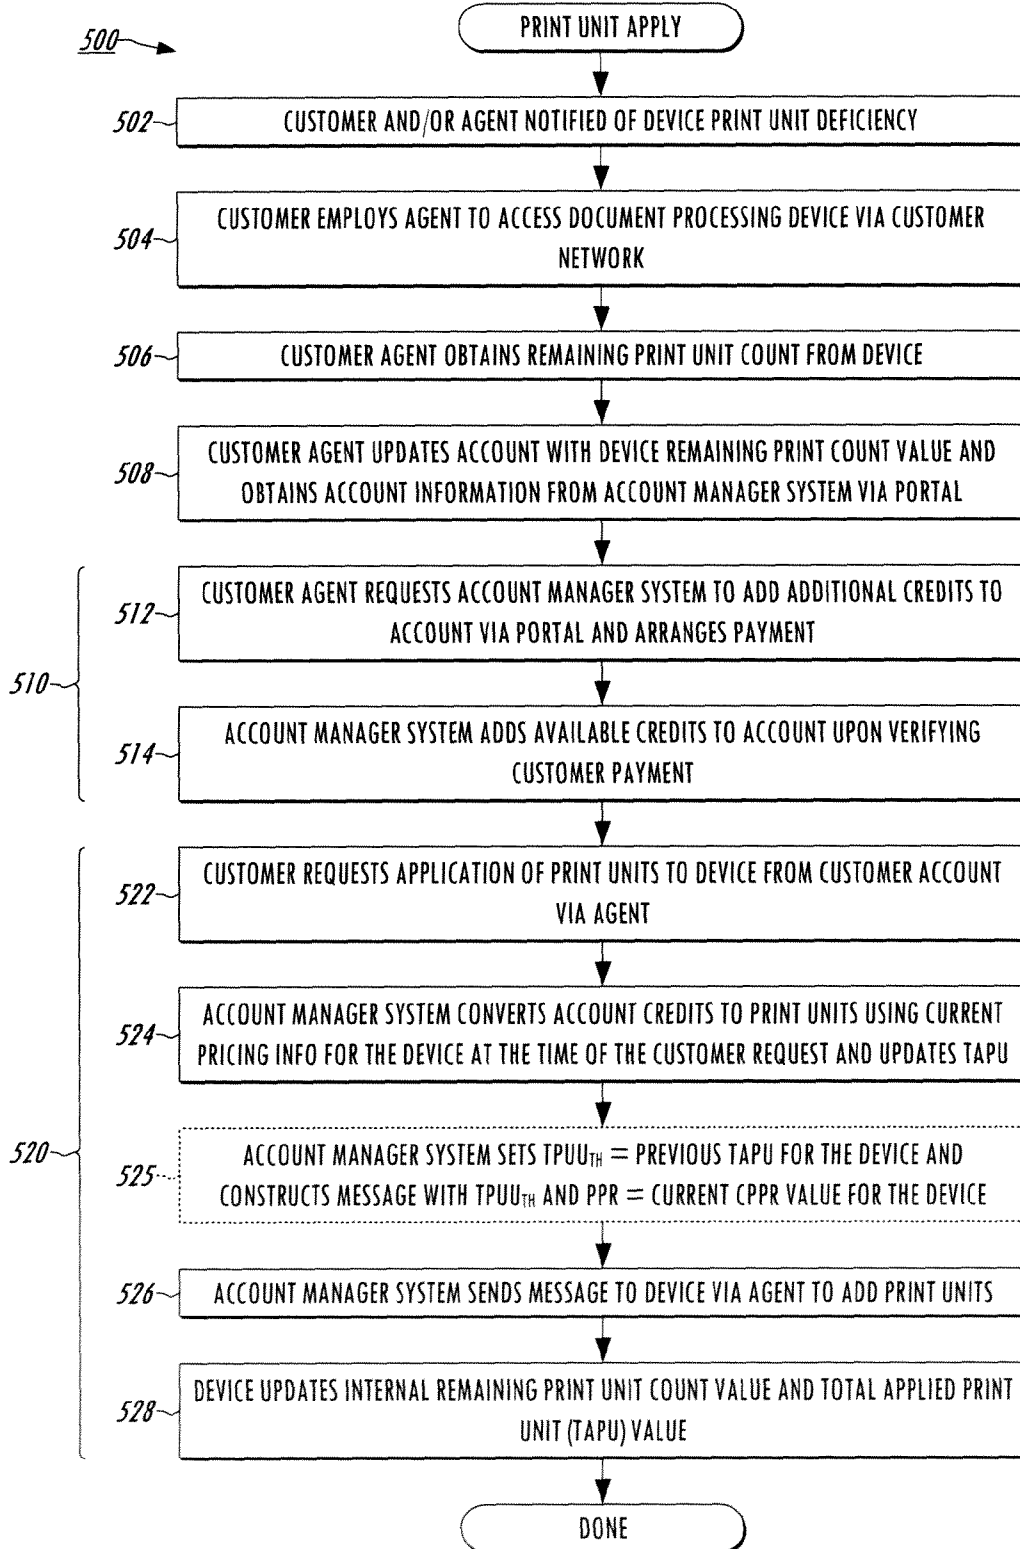 500
PRINT UNIT APPLY
502
CUSTOMER AND/OR AGENT NOTIFIED OF DEVICE PRINT UNIT DEFICIENCY
504
CUSTOMER EMPLOYS AGENT TO ACCESS DOCUMENT PROCESSING DEVICE VIA CUSTOMER
NETWORK
506
CUSTOMER AGENT OBTAINS REMAINING PRINT UNIT COUNT FROM DEVICE
508
CUSTOMER AGENT UPDATES ACCOUNT WITH DEVICE REMAINING PRINT COUNT VALUE AND
OBTAINS ACCOUNT INFORMATION FROM ACCOUNT MANAGER SYSTEM VIA PORTAL
510
512
CUSTOMER AGENT REQUESTS ACCOUNT MANAGER SYSTEM TO ADD ADDITIONAL CREDITS TO
ACCOUNT VIA PORTAL AND ARRANGES PAYMENT
514
ACCOUNT MANAGER SYSTEM ADDS AVAILABLE CREDITS TO ACCOUNT UPON VERIFYING
CUSTOMER PAYMENT
520
522
CUSTOMER REQUESTS APPLICATION OF PRINT UNITS TO DEVICE FROM CUSTOMER ACCOUNT
VIA AGENT
524
ACCOUNT MANAGER SYSTEM CONVERTS ACCOUNT CREDITS TO PRINT UNITS USING CURRENT
PRICING INFO FOR THE DEVICE AT THE TIME OF THE CUSTOMER REQUEST AND UPDATES TAPU
525
ACCOUNT MANAGER SYSTEM SETS TPUUTH = PREVIOUS TAPU FOR THE DEVICE AND
CONSTRUCTS MESSAGE WITH TPUUTH AND PPR = CURRENT CPPR VALUE FOR THE DEVICE
526
ACCOUNT MANAGER SYSTEM SENDS MESSAGE TO DEVICE VIA AGENT TO ADD PRINT UNITS
528
DEVICE UPDATES INTERNAL REMAINING PRINT UNIT COUNT VALUE AND TOTAL APPLIED PRINT
UNIT (TAPU) VALUE
DONE